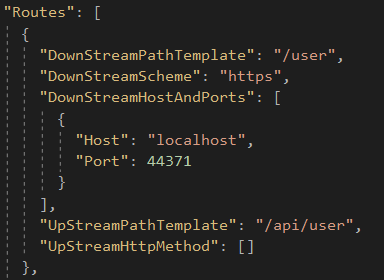 "Routes": [
{
"DownStreamPathTemplate": "/user",
"DownStreamScheme": "https",
"DownStreamHostAndPorts": [
{
"Host": "localhost",
"Port": 44371
}
],
"UpStreamPathTemplate": "/api/user",
"UpStreamHttpMethod": []
},